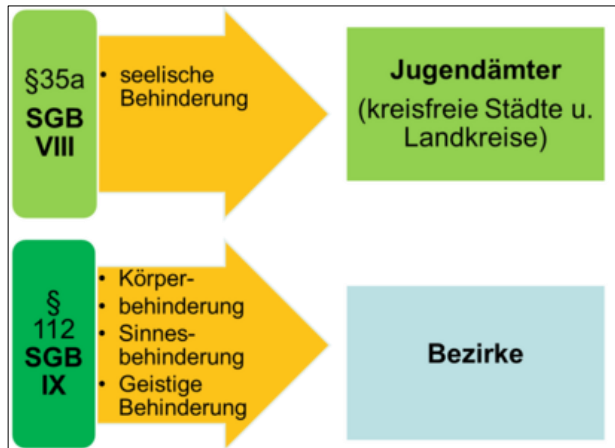 §35a
SGB
VIII
• seelische
Behinderung
Jugendämter
(kreisfreie Städte u.
Landkreise)
§
112
SGB
IX
• Körper-
• behinderung
• Sinnes-
behinderung
• Geistige
Behinderung
Bezirke